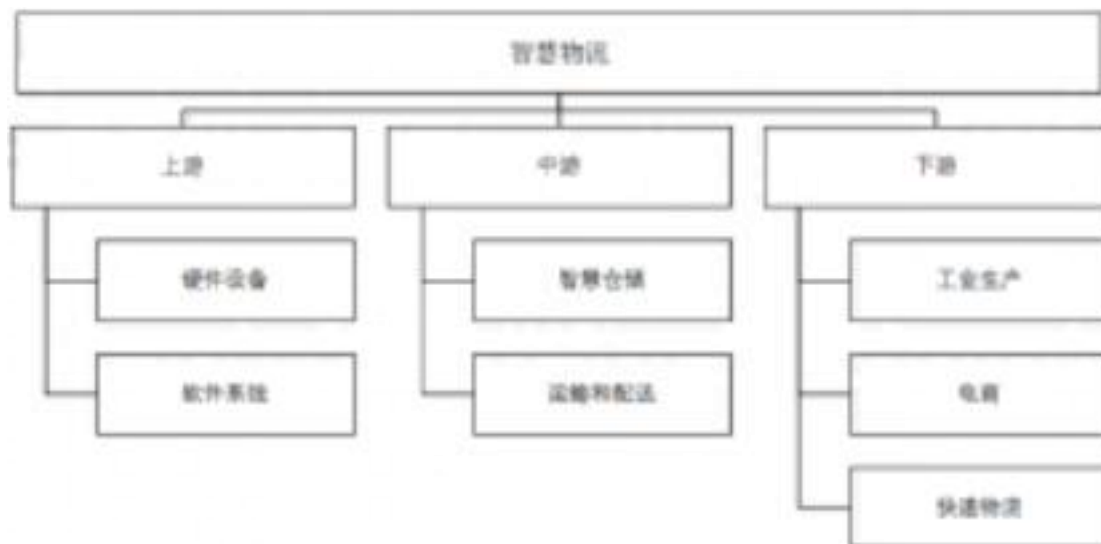 智慧物流
上游
中游
下游
硬件设备
智慧仓储
工业生产
软件系统
运输和配送
电商
快递物流